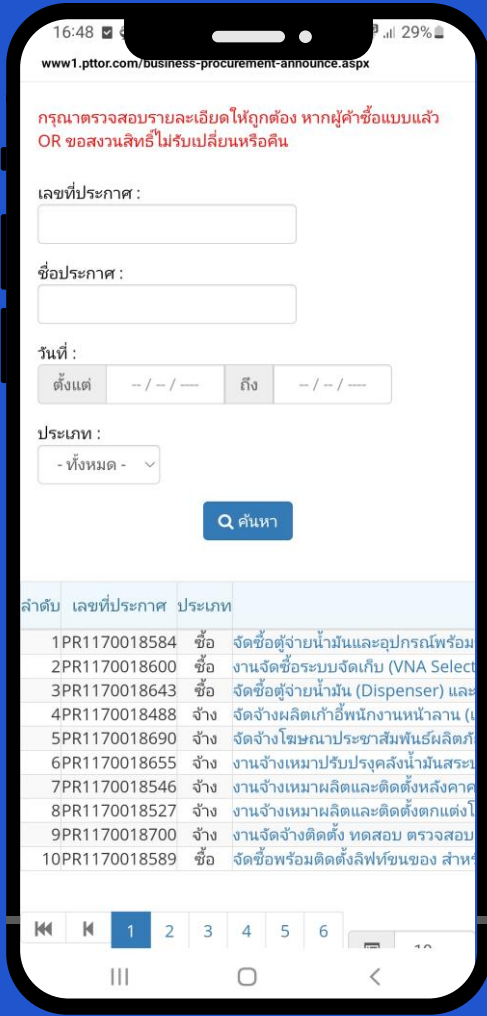 16:48
29%
www1.pttor.com/business-procurement-announce.aspx
กรุณาตรวจสอบรายละเอียดให้ถูกต้อง หากผู้ค้าซื้อแบบแล้ว
OR ขอสงวนสิทธิ์ไม่รับเปลี่ยนหรือคืน
เลขที่ประกาศ :
ชื่อประกาศ :
วันที่ :
ตั้งแต่ -- / -- / ---- ถึง -- / -- / ----
ประเภท :
- ทั้งหมด -
ค้นหา
ลำดับ เลขที่ประกาศ ประเภท
1 PR1170018584 ซื้อ จัดซื้อตู้จ่ายน้ำมันและอุปกรณ์พร้อม
2 PR1170018600 ซื้อ งานจัดซื้อระบบจัดเก็บ (VNA Select
3 PR1170018643 ซื้อ จัดซื้อตู้จ่ายน้ำมัน (Dispenser) และ
4 PR1170018488 จ้าง จัดจ้างผลิตเก้าอี้พนักงานหน้าลาน
5 PR1170018690 จ้าง จัดจ้างโฆษณาประชาสัมพันธ์ผลิตภั
6 PR1170018655 จ้าง งานจ้างเหมาปรับปรุงคลังน้ำมันสระบ
7 PR1170018546 จ้าง งานจ้างเหมาผลิตและติดตั้งหลังคาค
8 PR1170018527 จ้าง งานจ้างเหมาผลิตและติดตั้งตกแต่งโ
9 PR1170018700 จ้าง งานจัดจ้างติดตั้ง ทดสอบ ตรวจสอบ
10 PR1170018589 ซื้อ จัดซื้อพร้อมติดตั้งลิฟท์ขนของ สำหร
1 2 3 4 5 6